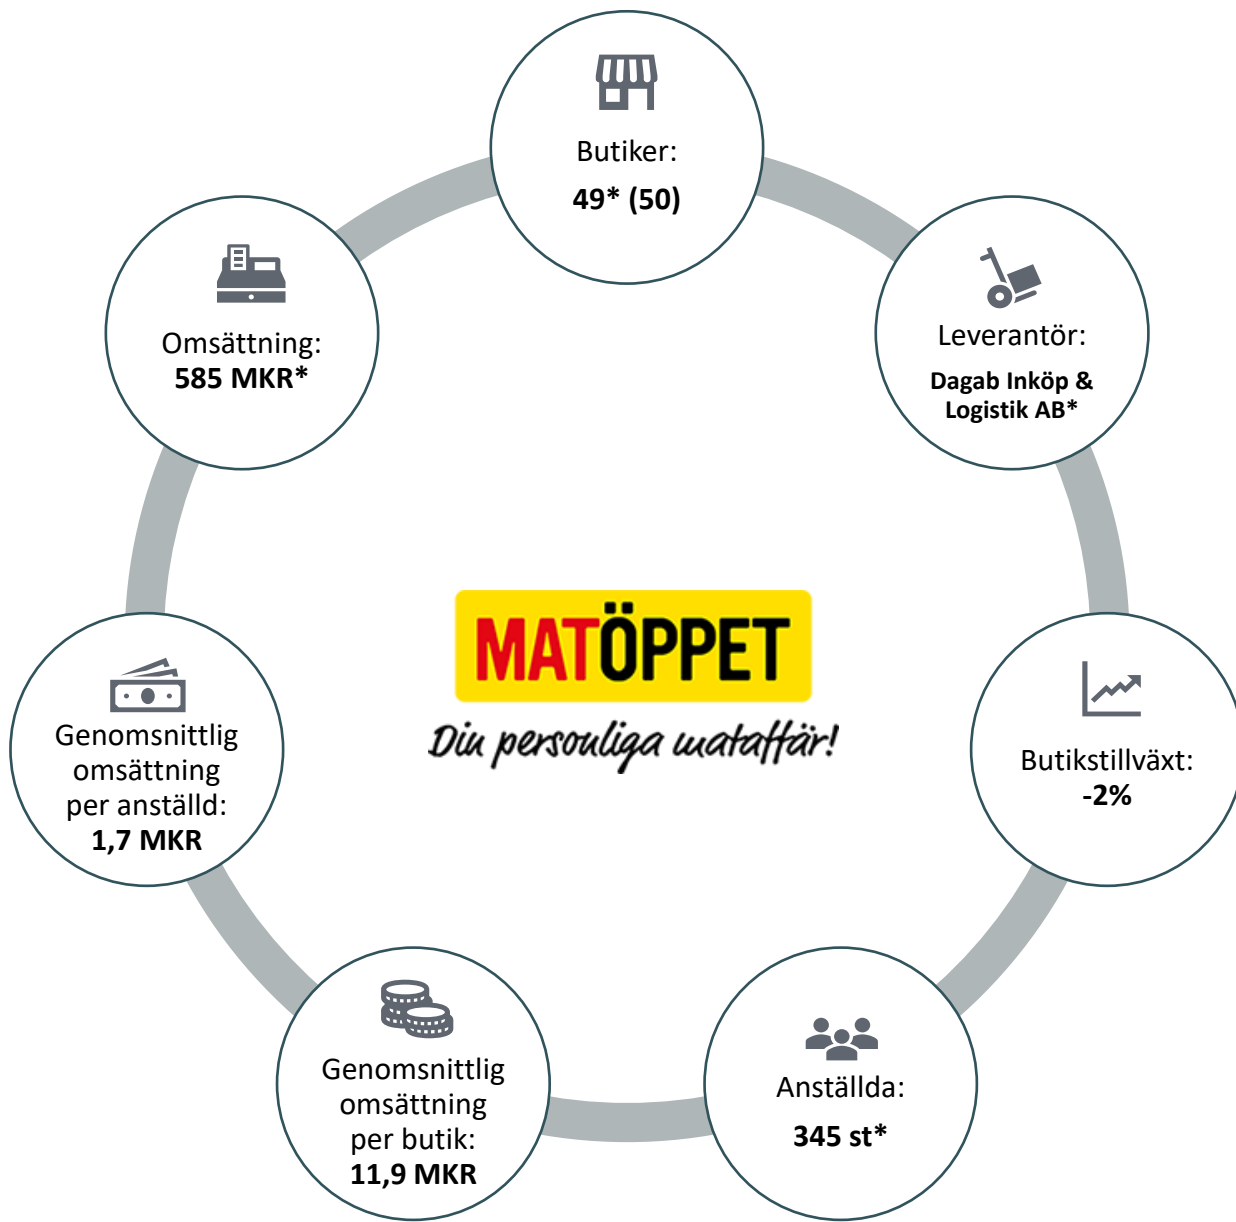 Butiker:
49* (50)
Leverantör:
Dagab Inköp &
Logistik AB*
Butikstillväxt:
-2%
Anställda:
345 st*
Genomsnittlig
omsättning
per butik:
11,9 MKR
Genomsnittlig
omsättning
per anställd:
1,7 MKR
Omsättning:
585 MKR*
MATÖPPET
Din personliga mataffär!